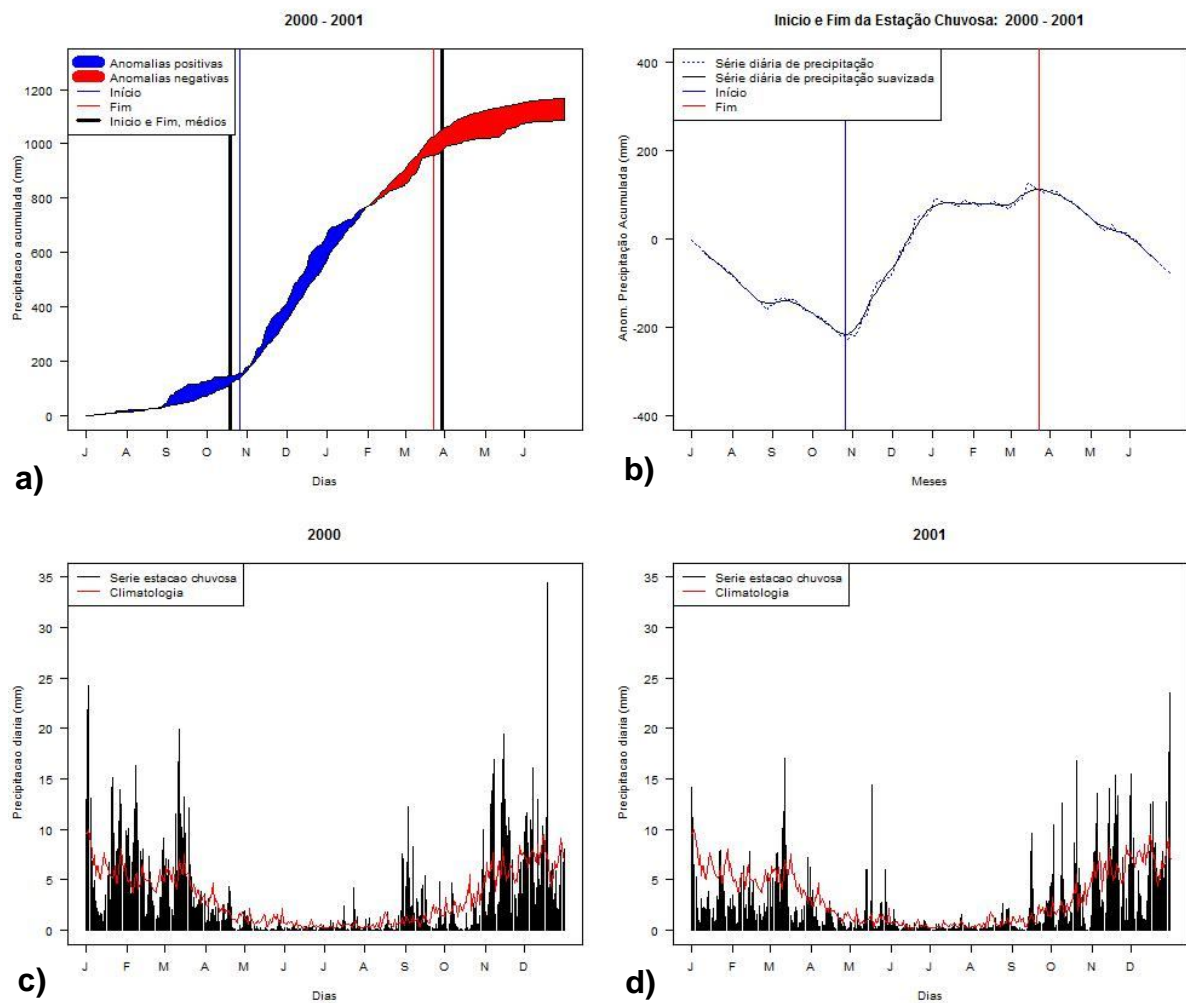 2000 - 2001
Anomalias positivas
Anomalias negativas
Início
Fim
Inicio e Fim, médios
Precipitacao acumulada (mm)
1200
1000
800
600
400
200
0
J A S O N D J F M A M J
Dias
a)
Inicio e Fim da Estação Chuvosa: 2000 - 2001
Série diária de precipitação
Série diária de precipitação suavizada
Início
Fim
Anom. Precipitação Acumulada (mm)
400
200
0
-200
-400
J A S O N D J F M A M J
Meses
b)
2000
Serie estacao chuvosa
Climatologia
Precipitacao diaria (mm)
35
30
25
20
15
10
5
0
J F M A M J J A S O N D
Dias
c)
2001
Serie estacao chuvosa
Climatologia
Precipitacao diaria (mm)
35
30
25
20
15
10
5
0
J F M A M J J A S O N D
Dias
d)